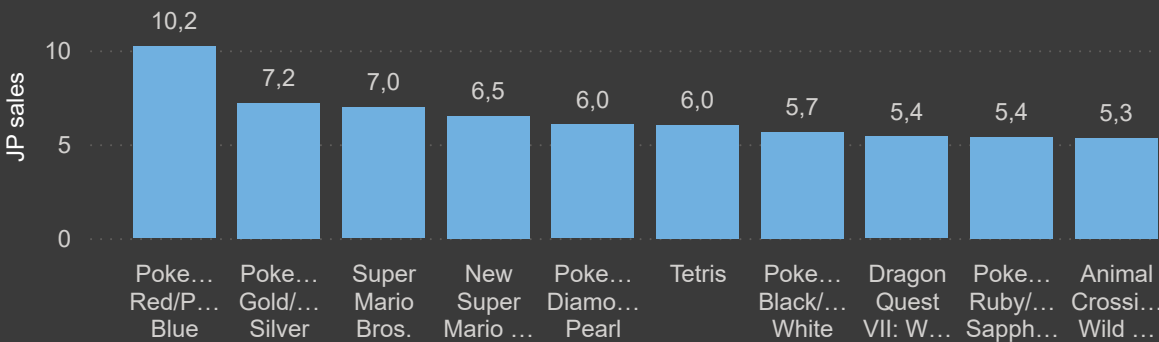 10,2
7,2
7,0
6,5
6,0
6,0
5,7
5,4
5,4
5,3
JP sales
10
5
0
Poke… Red/P… Blue
Poke… Gold/… Silver
Super Mario Bros.
New Super Mario …
Poke… Diamo… Pearl
Tetris
Poke… Black/… White
Dragon Quest VII: W…
Poke… Ruby/… Sapph…
Animal Crossi… Wild …